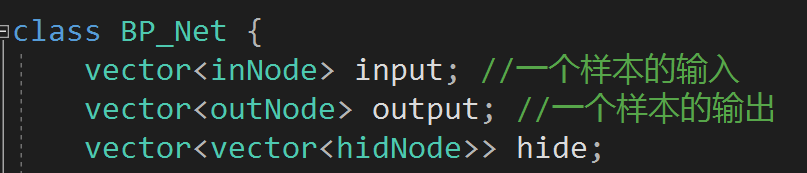 class BP_Net {
vector<inNode> input; //一个样本的输入
vector<outNode> output; //一个样本的输出
vector<vector<hidNode>> hide;